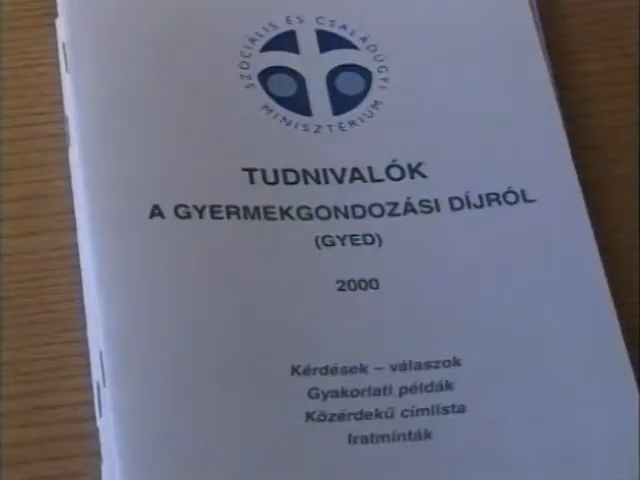 SZOCIÁLIS ÉS CSALÁDÜGYI
MINISZTÉRIUM
TUDNIVALÓK
A GYERMEKGONDOZÁSI DÍJRÓL
(GYED)
2000
Kérdések – válaszok
Gyakorlati példák
Közérdekű címlista
Iratminták